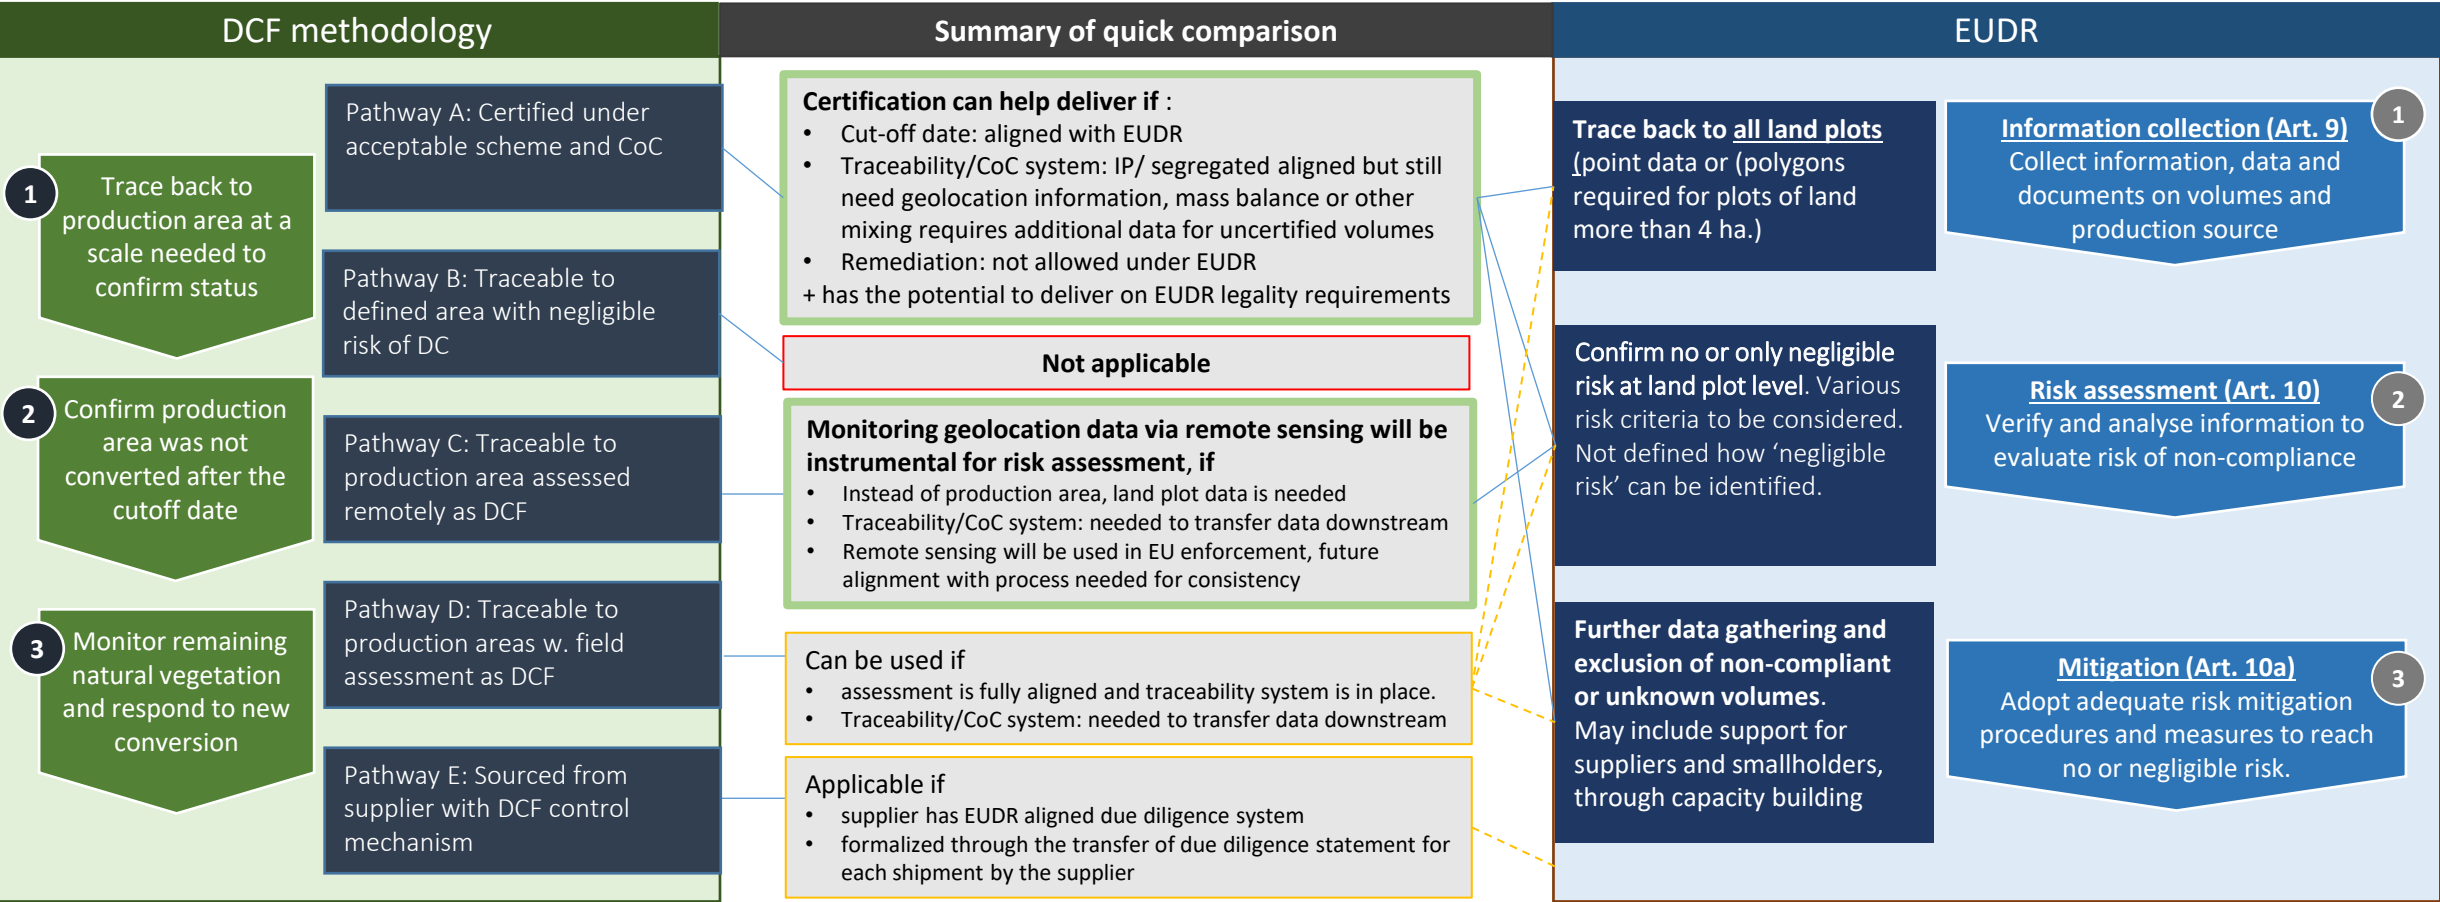 DCF methodology
Summary of quick comparison
EUDR
1
Trace back to
production area at a
scale needed to
confirm status
2
Confirm production
area was not
converted after the
cutoff date
3
Monitor remaining
natural vegetation
and respond to new
conversion
Pathway A: Certified under
acceptable scheme and CoC
Pathway B: Traceable to
defined area with negligible
risk of DC
Pathway C: Traceable to
production area assessed
remotely as DCF
Pathway D: Traceable to
production areas w. field
assessment as DCF
Pathway E: Sourced from
supplier with DCF control
mechanism
Certification can help deliver if :
• Cut-off date: aligned with EUDR
• Traceability/CoC system: IP/ segregated aligned but still
need geolocation information, mass balance or other
mixing requires additional data for uncertified volumes
• Remediation: not allowed under EUDR
+ has the potential to deliver on EUDR legality requirements
Not applicable
Monitoring geolocation data via remote sensing will be
instrumental for risk assessment, if
• Instead of production area, land plot data is needed
• Traceability/CoC system: needed to transfer data downstream
• Remote sensing will be used in EU enforcement, future
alignment with process needed for consistency
Can be used if
• assessment is fully aligned and traceability system is in place.
• Traceability/CoC system: needed to transfer data downstream
Applicable if
• supplier has EUDR aligned due diligence system
• formalized through the transfer of due diligence statement for
each shipment by the supplier
Trace back to all land plots
(point data or (polygons
required for plots of land
more than 4 ha.)
Confirm no or only negligible
risk at land plot level. Various
risk criteria to be considered.
Not defined how ‘negligible
risk’ can be identified.
Further data gathering and
exclusion of non-compliant
or unknown volumes.
May include support for
suppliers and smallholders,
through capacity building
1
Information collection (Art. 9)
Collect information, data and
documents on volumes and
production source
2
Risk assessment (Art. 10)
Verify and analyse information to
evaluate risk of non-compliance
3
Mitigation (Art. 10a)
Adopt adequate risk mitigation
procedures and measures to reach
no or negligible risk.